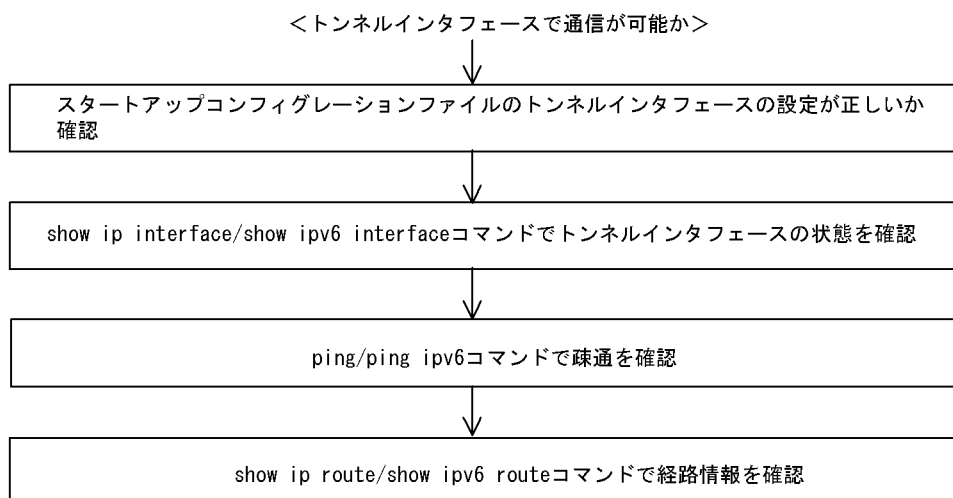 ＜トンネルインタフェースで通信が可能か＞
スタートアップコンフィグレーションファイルのトンネルインタフェースの設定が正しいか
確認
show ip interface/show ipv6 interfaceコマンドでトンネルインタフェースの状態を確認
ping/ping ipv6コマンドで疎通を確認
show ip route/show ipv6 routeコマンドで経路情報を確認